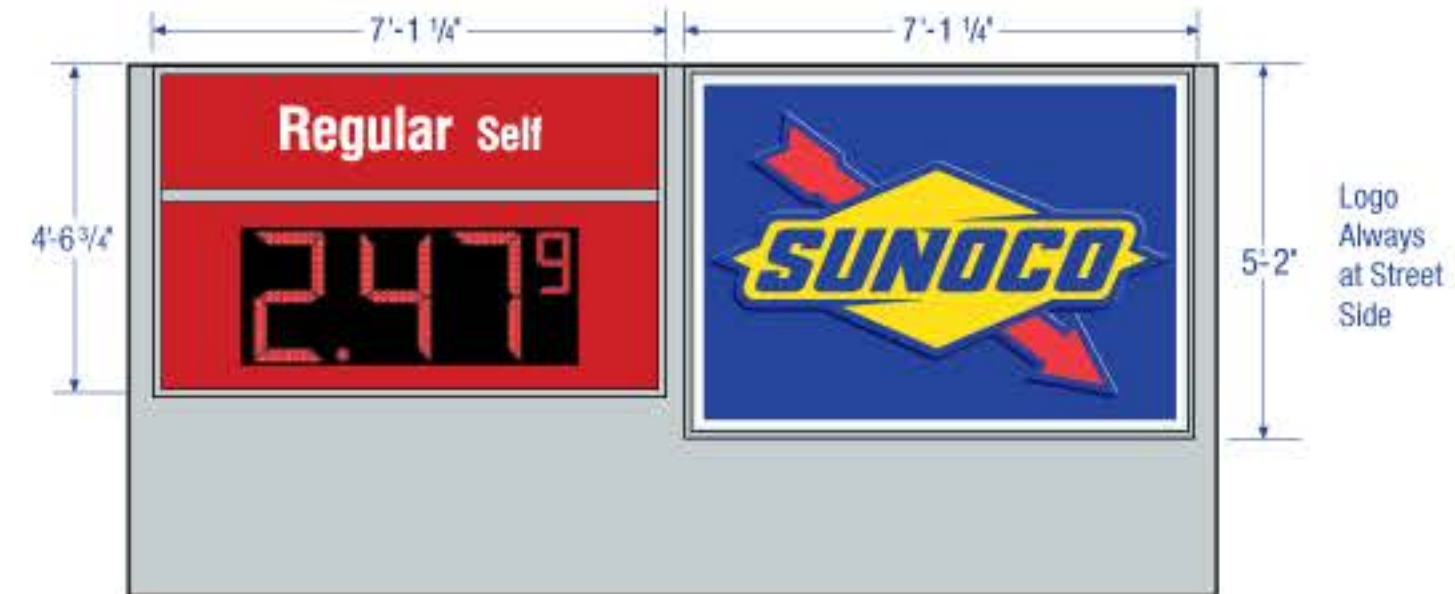 7'-1 1/4"
7'-1 1/4"
Regular Self
4'-6 3/4"
2.47 9
SUNOCO
5'-2"
Logo
Always
at Street
Side